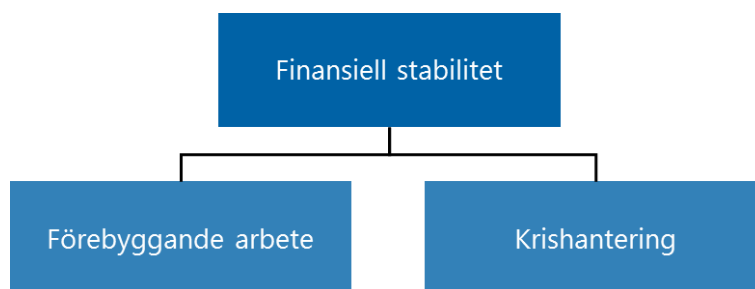 Finansiell stabilitet
Förebyggande arbete
Krishantering